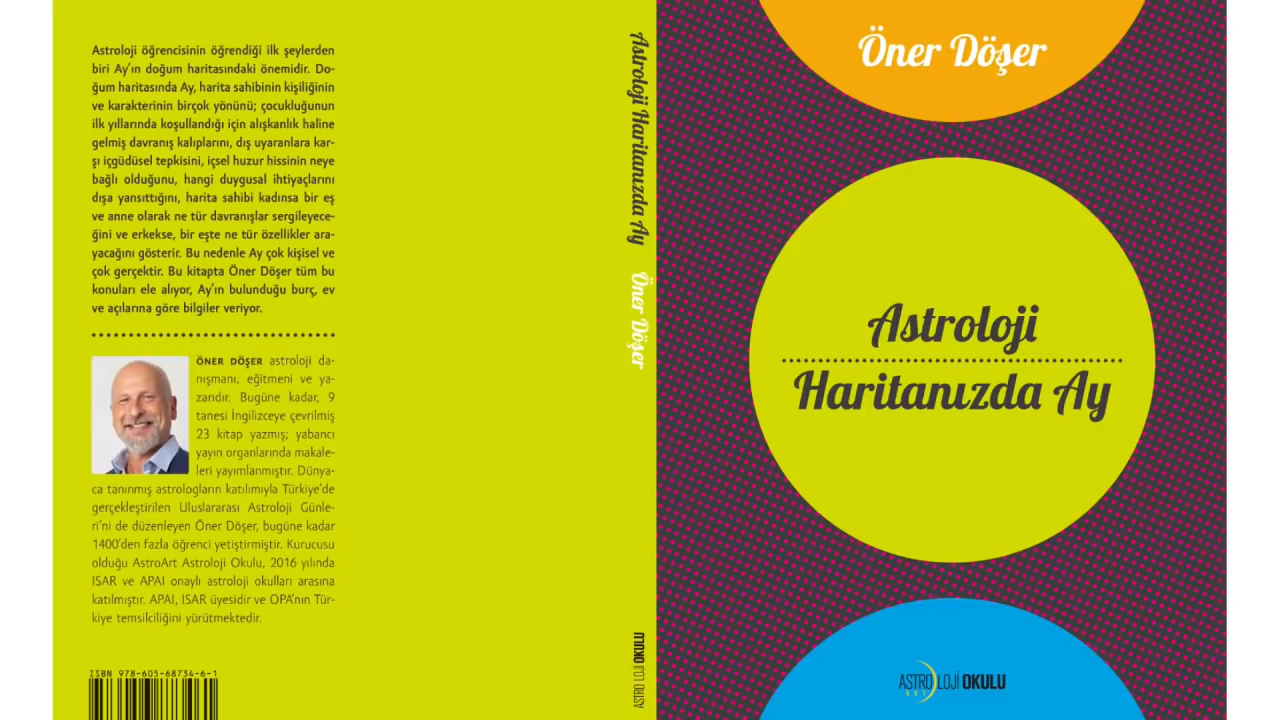 Astroloji öğrencisinin öğrendiği ilk şeylerden
biri Ay’ın doğum haritasındaki önemidir. Do-
ğum haritasında Ay, harita sahibinin kişiliğinin
ve karakterinin birçok yönünü; çocukluğunun
ilk yıllarında koşullandığı için alışkanlık haline
gelmiş davranış kalıplarını, dış uyaranlara kar-
şı içgüdüsel tepkisini, içsel huzur hissinin neye
bağlı olduğunu, hangi duygusal ihtiyaçlarını
dışa yansıttığını, harita sahibi kadınsa bir eş
ve anne olarak ne tür davranışlar sergileyece-
ğini ve erkekse, bir eşte ne tür özellikler ara-
yacağını gösterir. Bu nedenle Ay çok kişisel ve
çok gerçektir. Bu kitapta Öner Döşer tüm bu
konuları ele alıyor, Ay’ın bulunduğu burç, ev
ve açılarına göre bilgiler veriyor.
ÖNER DÖŞER astroloji da-
nışmanı, eğitmeni ve ya-
zarıdır. Bugüne kadar, 9
tanesi İngilizceye çevrilmiş
23 kitap yazmış; yabancı
yayın organlarında makale-
leri yayımlanmıştır. Dünya-
ca tanınmış astrologların katılımıyla Türkiye’de
gerçekleştirilen Uluslararası Astroloji Günle-
ri’ni de düzenleyen Öner Döşer, bugüne kadar
1400’den fazla öğrenci yetiştirmiştir. Kurucusu
olduğu AstroArt Astroloji Okulu, 2016 yılında
ISAR ve APAI onaylı astroloji okulları arasına
katılmıştır. APAI, ISAR üyesidir ve OPA’nın Tür-
kiye temsilciliğini yürütmektedir.
ISBN 978-605-68734-6-1
Astroloji Haritanızda Ay
Öner Döşer
ASTROLOJİ OKULU
Öner Döşer
Astroloji
Haritanızda Ay
ASTROLOJİ OKULU